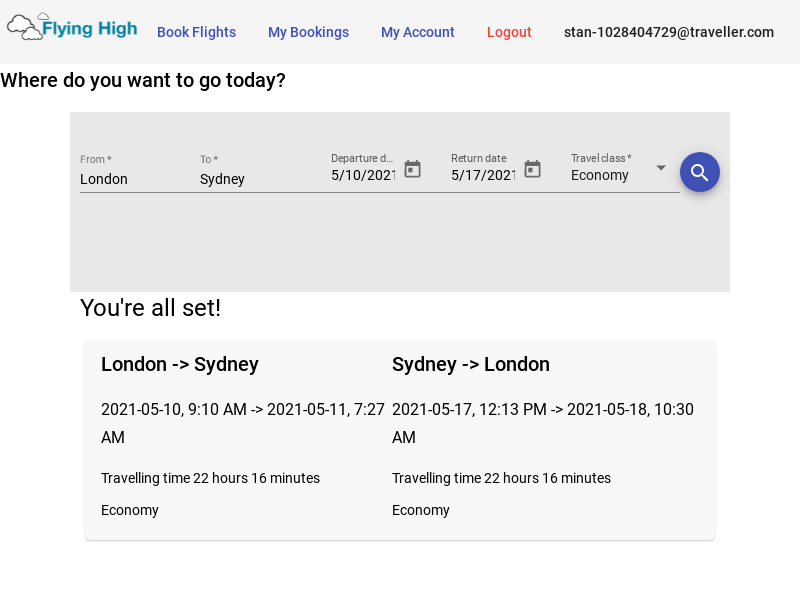 Flying High
Book Flights
My Bookings
My Account
Logout
stan-1028404729@traveller.com
Where do you want to go today?
From *
To *
Departure d...
Return date
Travel class *
London
Sydney
5/10/2021
5/17/2021
Economy
You're all set!
London -> Sydney
2021-05-10, 9:10 AM -> 2021-05-11, 7:27
AM
Travelling time 22 hours 16 minutes
Economy
Sydney -> London
2021-05-17, 12:13 PM -> 2021-05-18, 10:30
AM
Travelling time 22 hours 16 minutes
Economy